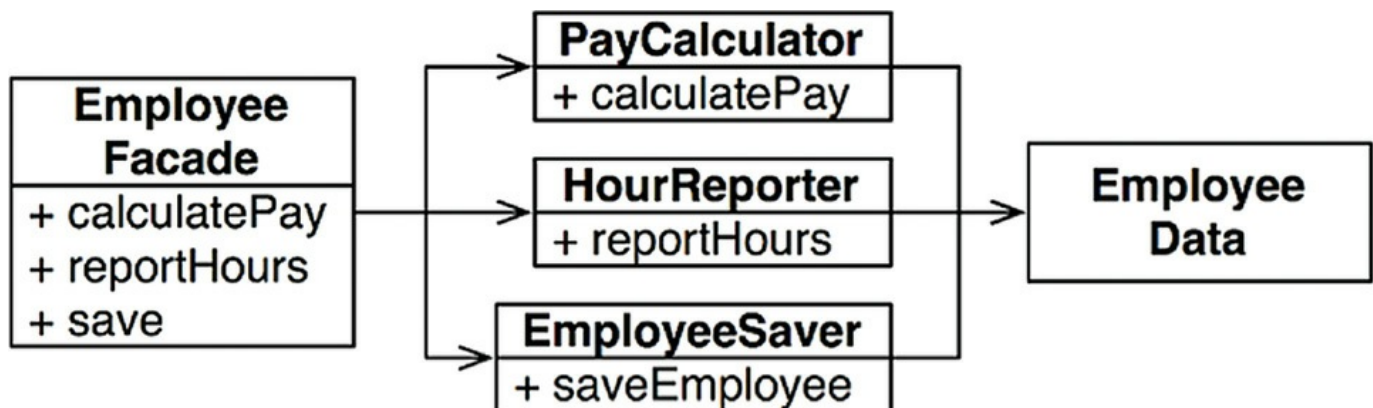 Employee
Facade
+ calculatePay
+ reportHours
+ save
PayCalculator
+ calculatePay
HourReporter
+ reportHours
EmployeeSaver
+ saveEmployee
Employee
Data